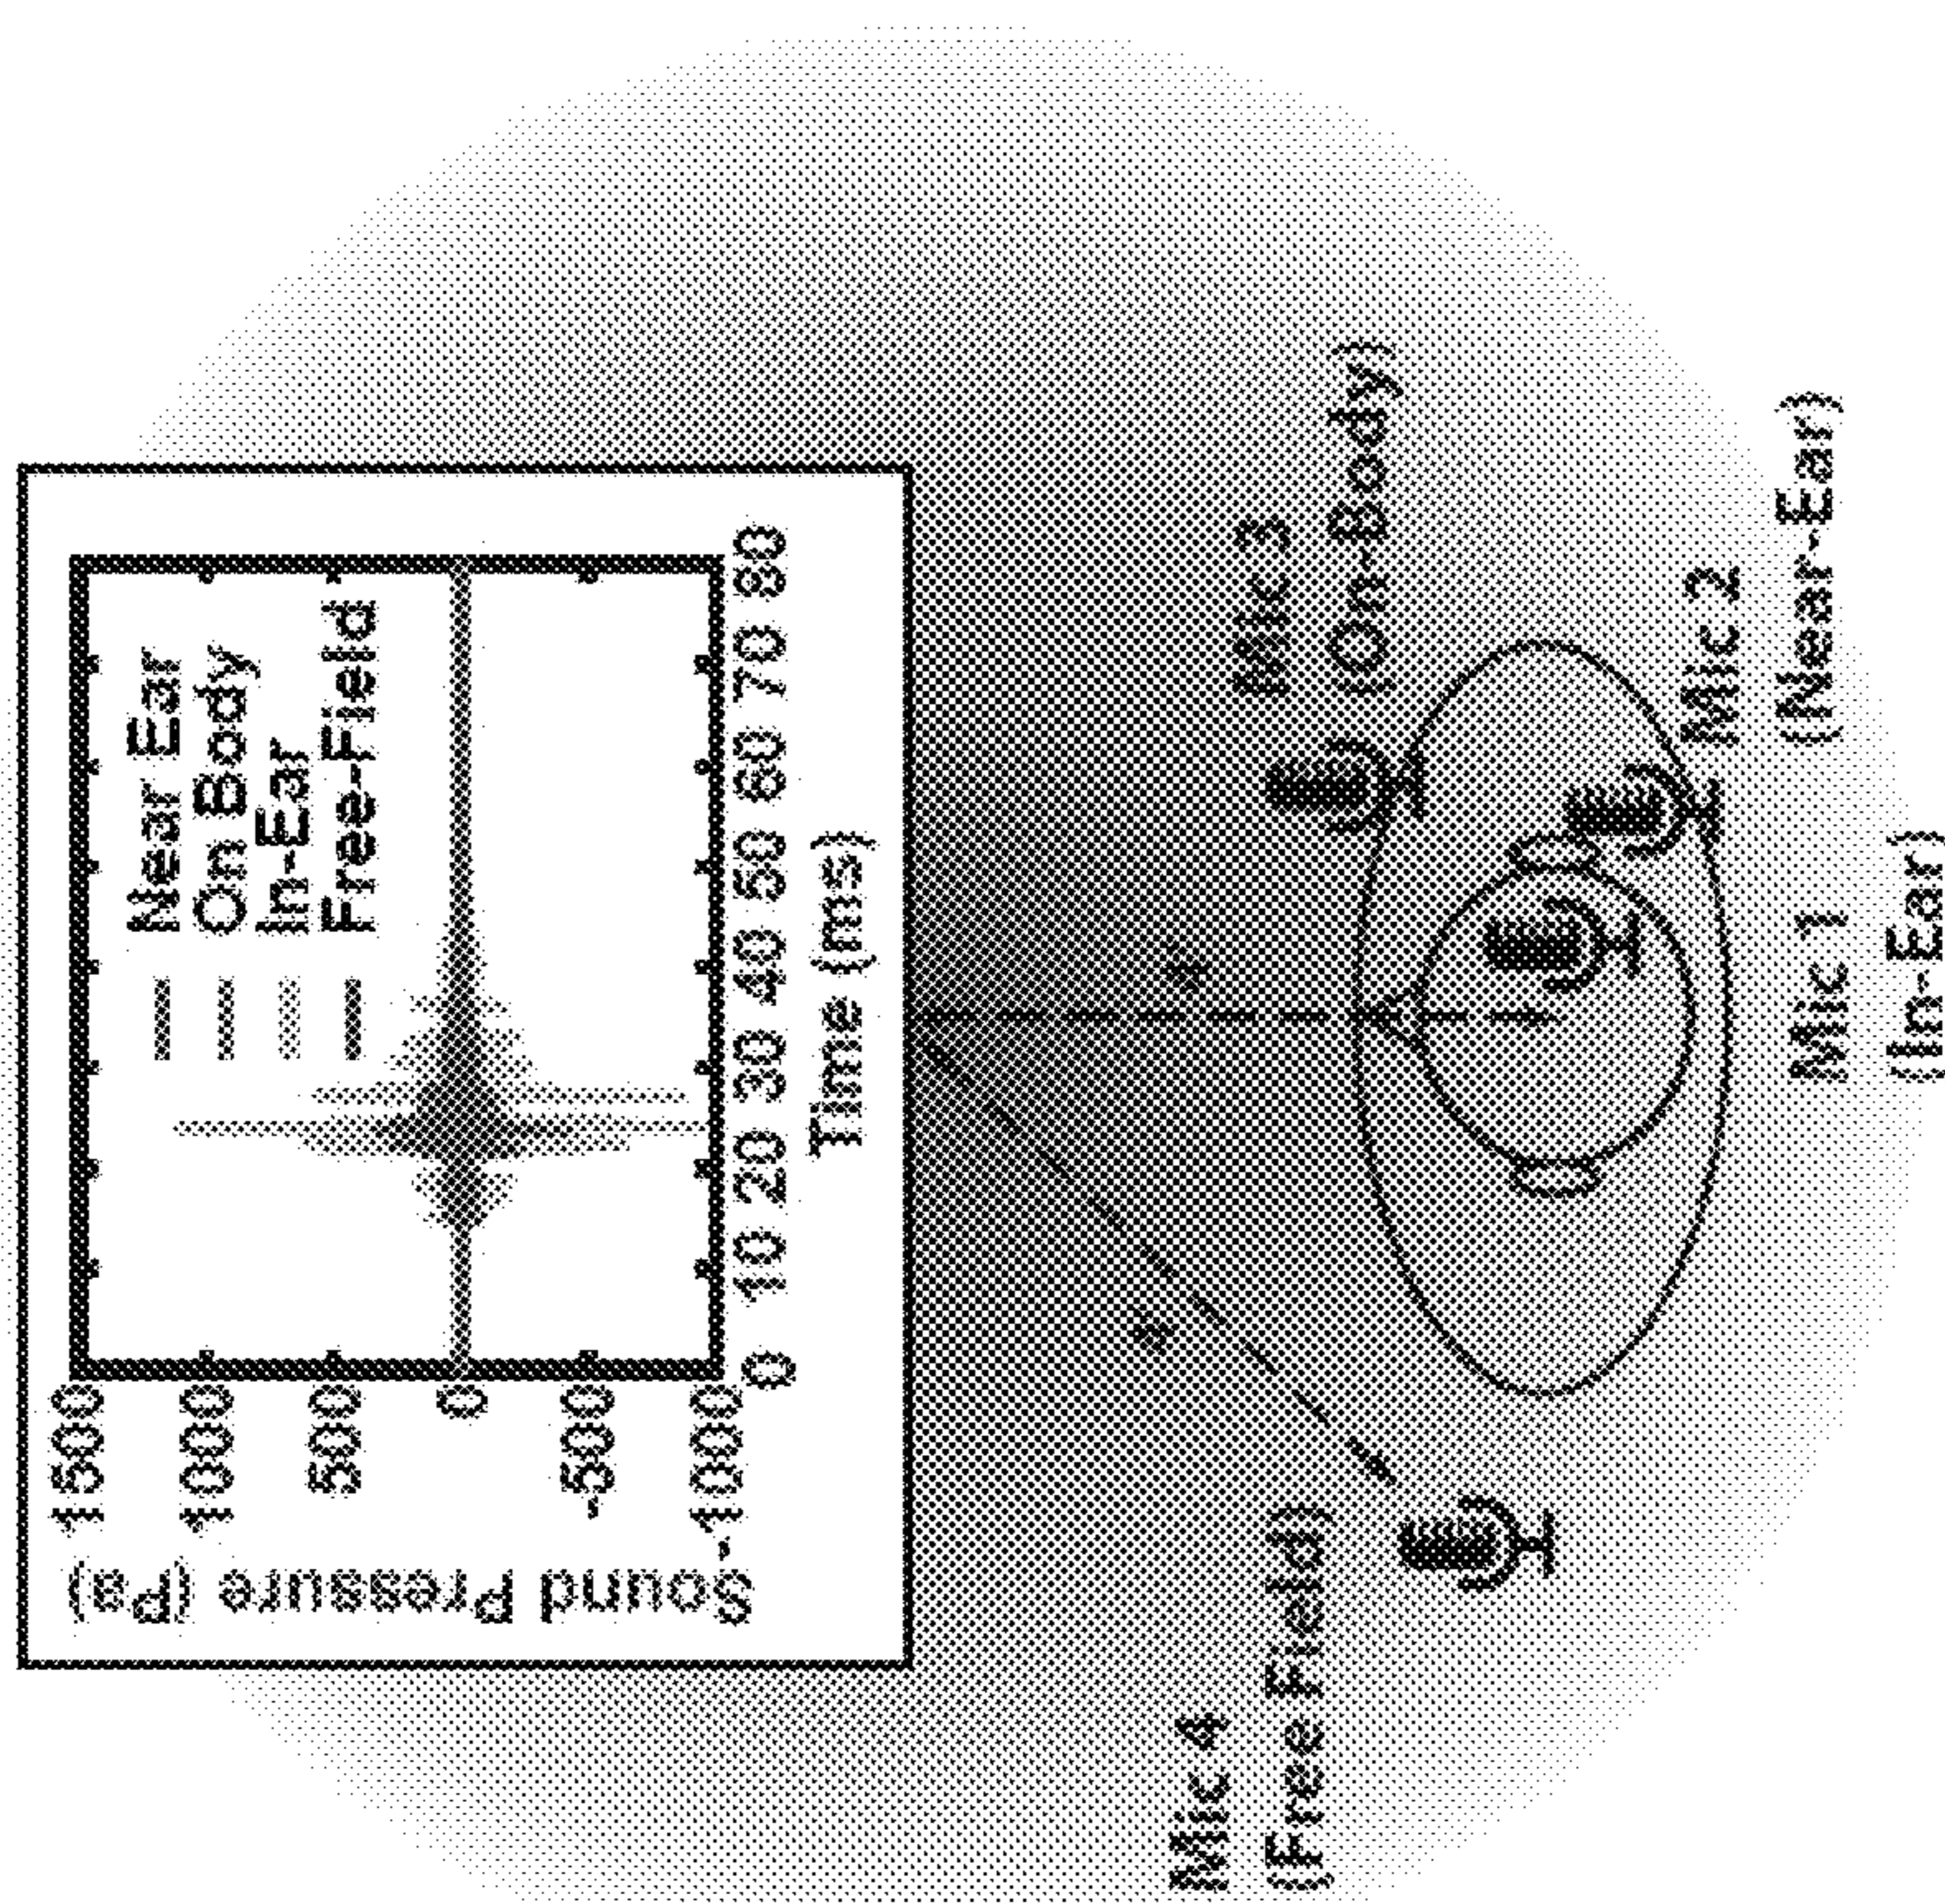 Sound Pressure (Pa)
1500
1000
500
0
-500
-1000
0 10 20 30 40 50 60 70 80
Time (ms)
Near Ear
On Body
In-Ear
Free-Field
Mic 4
(Free Field)
Mic 3
(On-Body)
Mic 2
(Near-Ear)
Mic 1
(In-Ear)